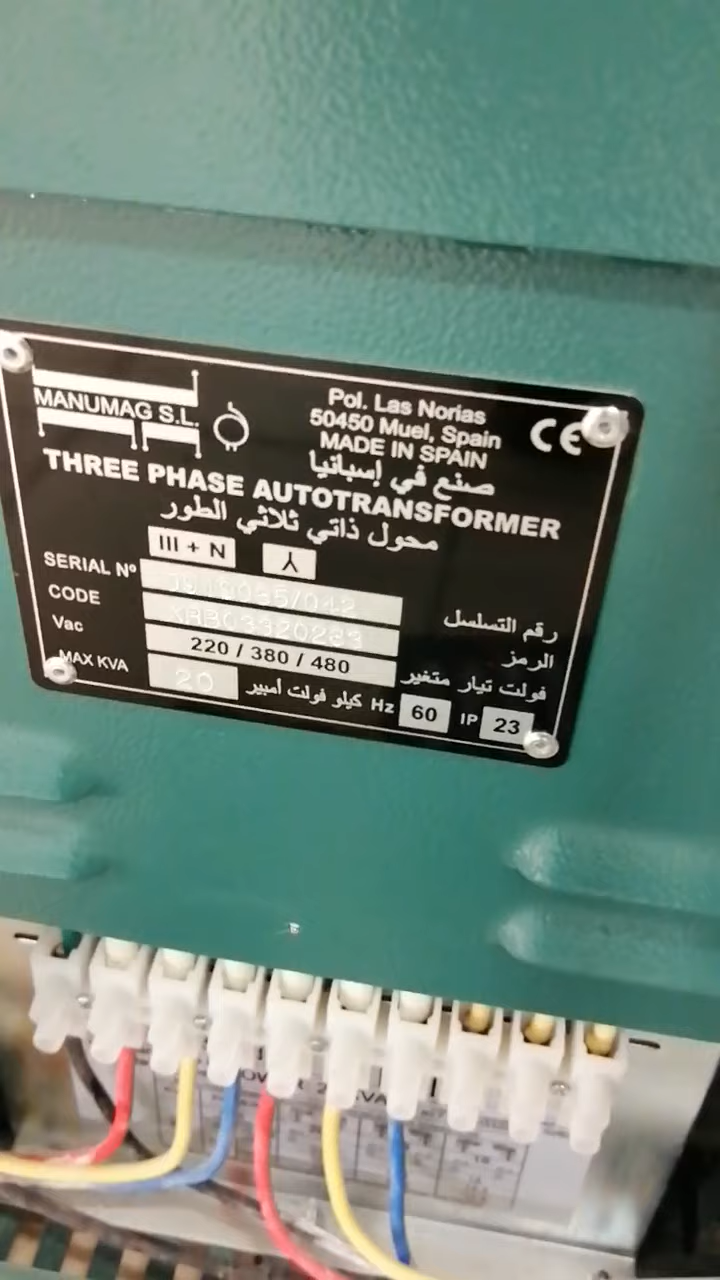 MANUMAG S.L.
Pol. Las Norias
50450 Muel, Spain
MADE IN SPAIN
صنع في إسبانيا
CE
THREE PHASE AUTOTRANSFORMER
محول ذاتي ثلاثي الطور
III + N
SERIAL Nº رقم التسلسل
CODE الرمز
Vac 220 / 380 / 480 فولت تيار متغير
MAX KVA 20 كيلو فولت أمبير Hz 60 IP 23